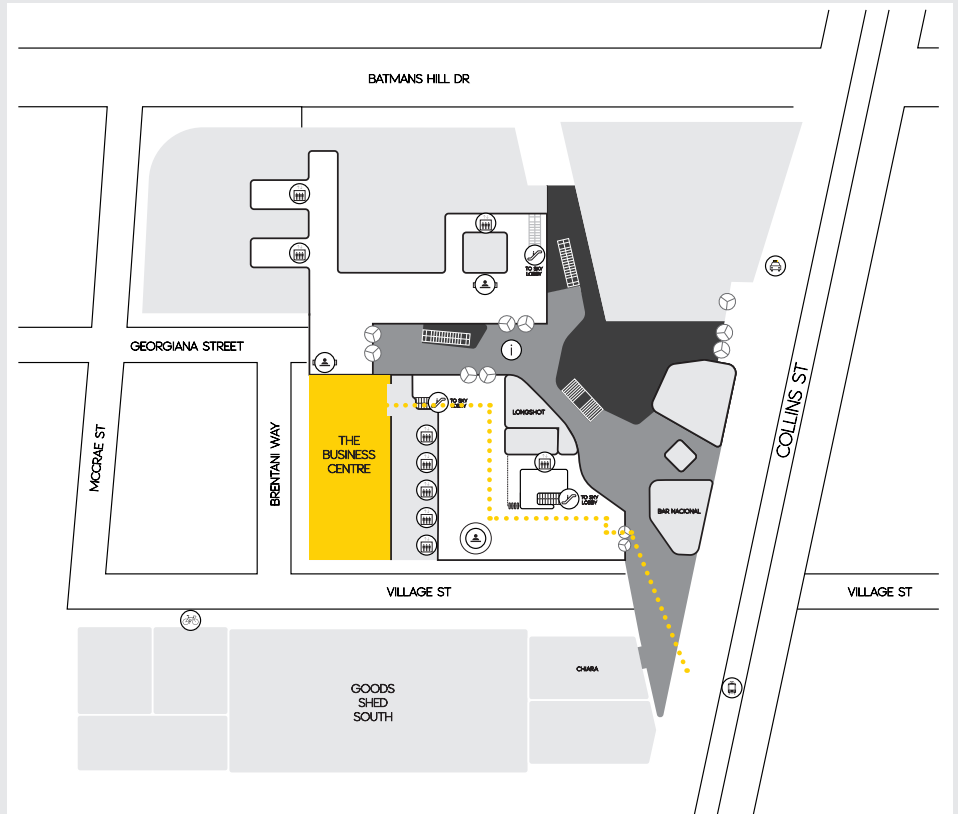 BATMANS HILL DR
TO SKY
LOBBY
GEORGIANA STREET
i
COLLINS ST
MCCRAE ST
BRENTANI WAY
THE
BUSINESS
CENTRE
TO SKY
LOBBY
LONGSHOT
TO SKY
LOBBY
BAR NACIONAL
VILLAGE ST
VILLAGE ST
CHIARA
GOODS
SHED
SOUTH